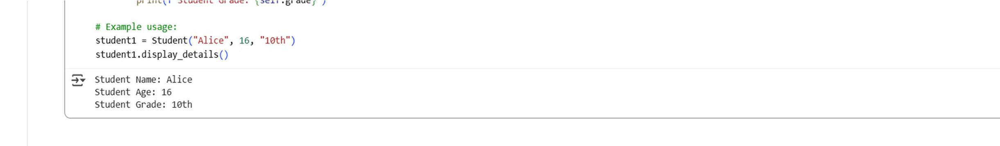 print(f"Student Grade: {self.grade}")
# Example usage:
student1 = Student("Alice", 16, "10th")
student1.display_details()
Student Name: Alice
Student Age: 16
Student Grade: 10th